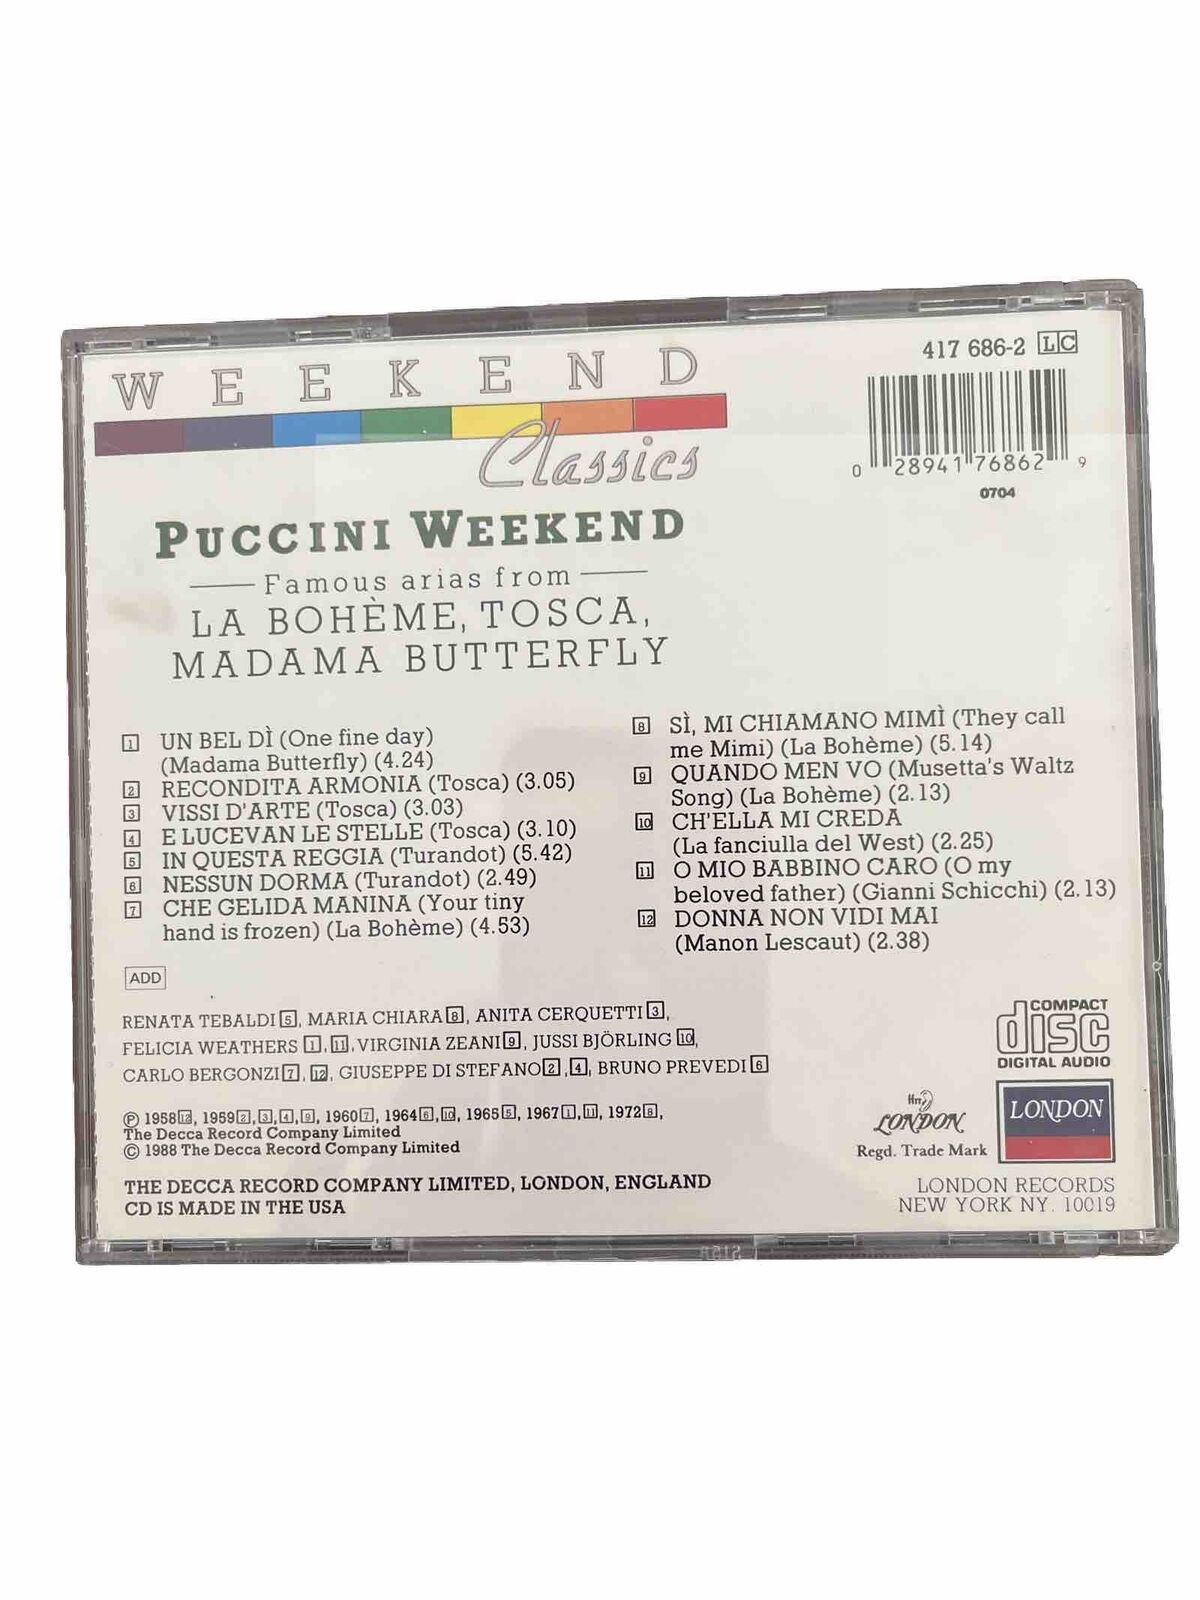 WEEKEND
Classics
417 686-2 LC
0 28941 76862 9
0704
PUCCINI WEEKEND
Famous arias from
LA BOHÈME, TOSCA,
MADAMA BUTTERFLY
1 UN BEL DÌ (One fine day)
(Madama Butterfly) (4.24)
2 RECONDITA ARMONIA (Tosca) (3.05)
3 VISSI D'ARTE (Tosca) (3.03)
4 E LUCEVAN LE STELLE (Tosca) (3.10)
5 IN QUESTA REGGIA (Turandot) (5.42)
6 NESSUN DORMA (Turandot) (2.49)
7 CHE GELIDA MANINA (Your tiny
hand is frozen) (La Bohème) (4.53)
8 SÌ, MI CHIAMANO MIMÌ (They call
me Mimi) (La Bohème) (5.14)
9 QUANDO MEN VO (Musetta's Waltz
Song) (La Bohème) (2.13)
10 CH'ELLA MI CREDA
(La fanciulla del West) (2.25)
11 O MIO BABBINO CARO (O my
beloved father) (Gianni Schicchi) (2.13)
12 DONNA NON VIDI MAI
(Manon Lescaut) (2.38)
ADD
RENATA TEBALDI 5, MARIA CHIARA 8, ANITA CERQUETTI 3,
FELICIA WEATHERS 1, 11, VIRGINIA ZEANI 9, JUSSI BJÖRLING 10,
CARLO BERGONZI 7, 12, GIUSEPPE DI STEFANO 2, 4, BRUNO PREVEDI 6
℗ 1958 12, 1959 2, 3, 4, 9, 1960 7, 1964 6, 10, 1965 5, 1967 1, 11, 1972 8,
The Decca Record Company Limited
© 1988 The Decca Record Company Limited
THE DECCA RECORD COMPANY LIMITED, LONDON, ENGLAND
CD IS MADE IN THE USA
COMPACT
disc
DIGITAL AUDIO
LONDON
Regd. Trade Mark
LONDON
LONDON RECORDS
NEW YORK NY. 10019